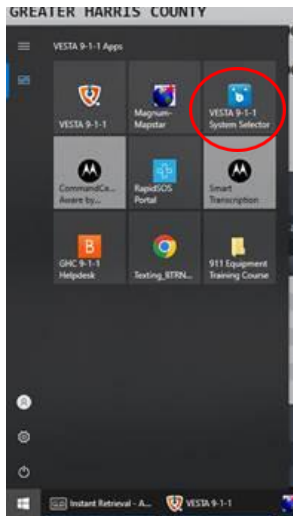 GREATER HARRIS COUNTY
VESTA 9-1-1 Apps
VESTA 9-1-1
Magnum-
Mapstar
VESTA 9-1-1
System Selector
CommandCe...
Aware by...
RapidSOS
Portal
Smart
Transcription
GHC 9-1-1
Helpdesk
Texting_BTRN...
911 Equipment
Training Course
Instant Retrieval - A...
VESTA 9-1-1